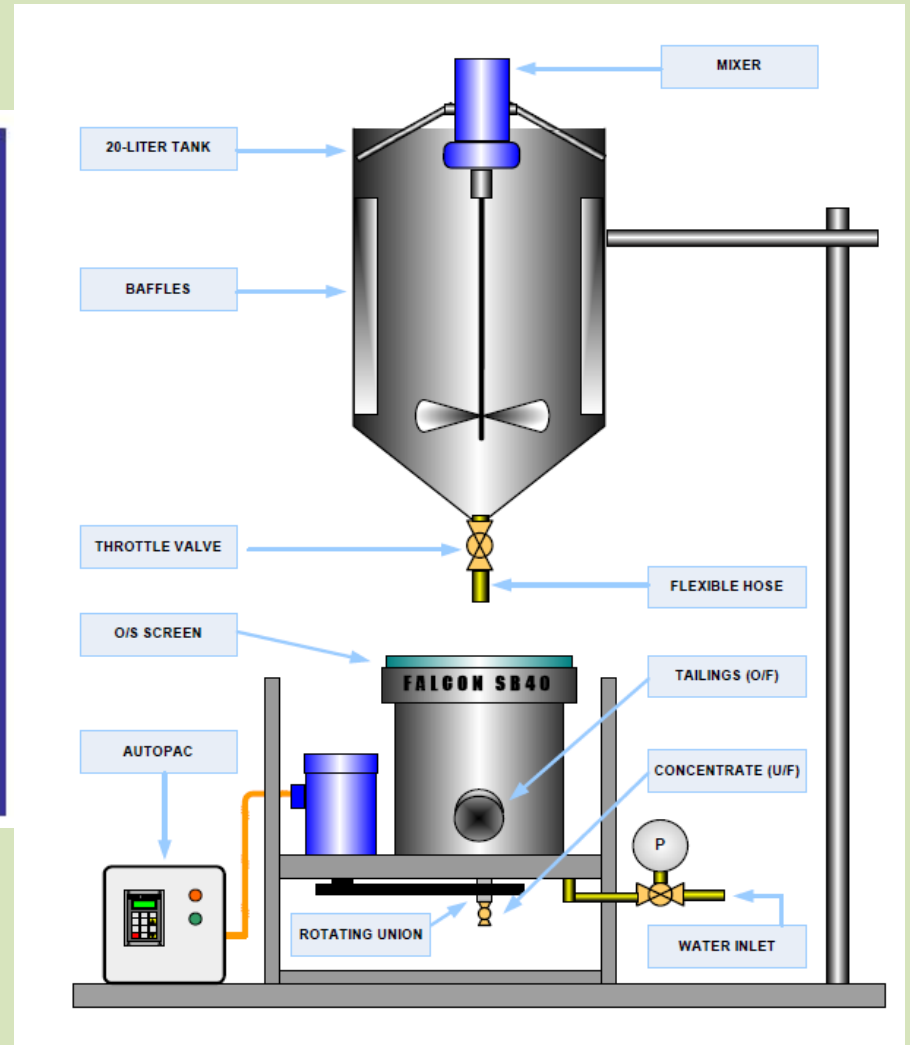 MIXER
20-LITER TANK
BAFFLES
THROTTLE VALVE
FLEXIBLE HOSE
O/S SCREEN
FALCON SB40
TAILINGS (O/F)
AUTOPAC
CONCENTRATE (U/F)
P
ROTATING UNION
WATER INLET